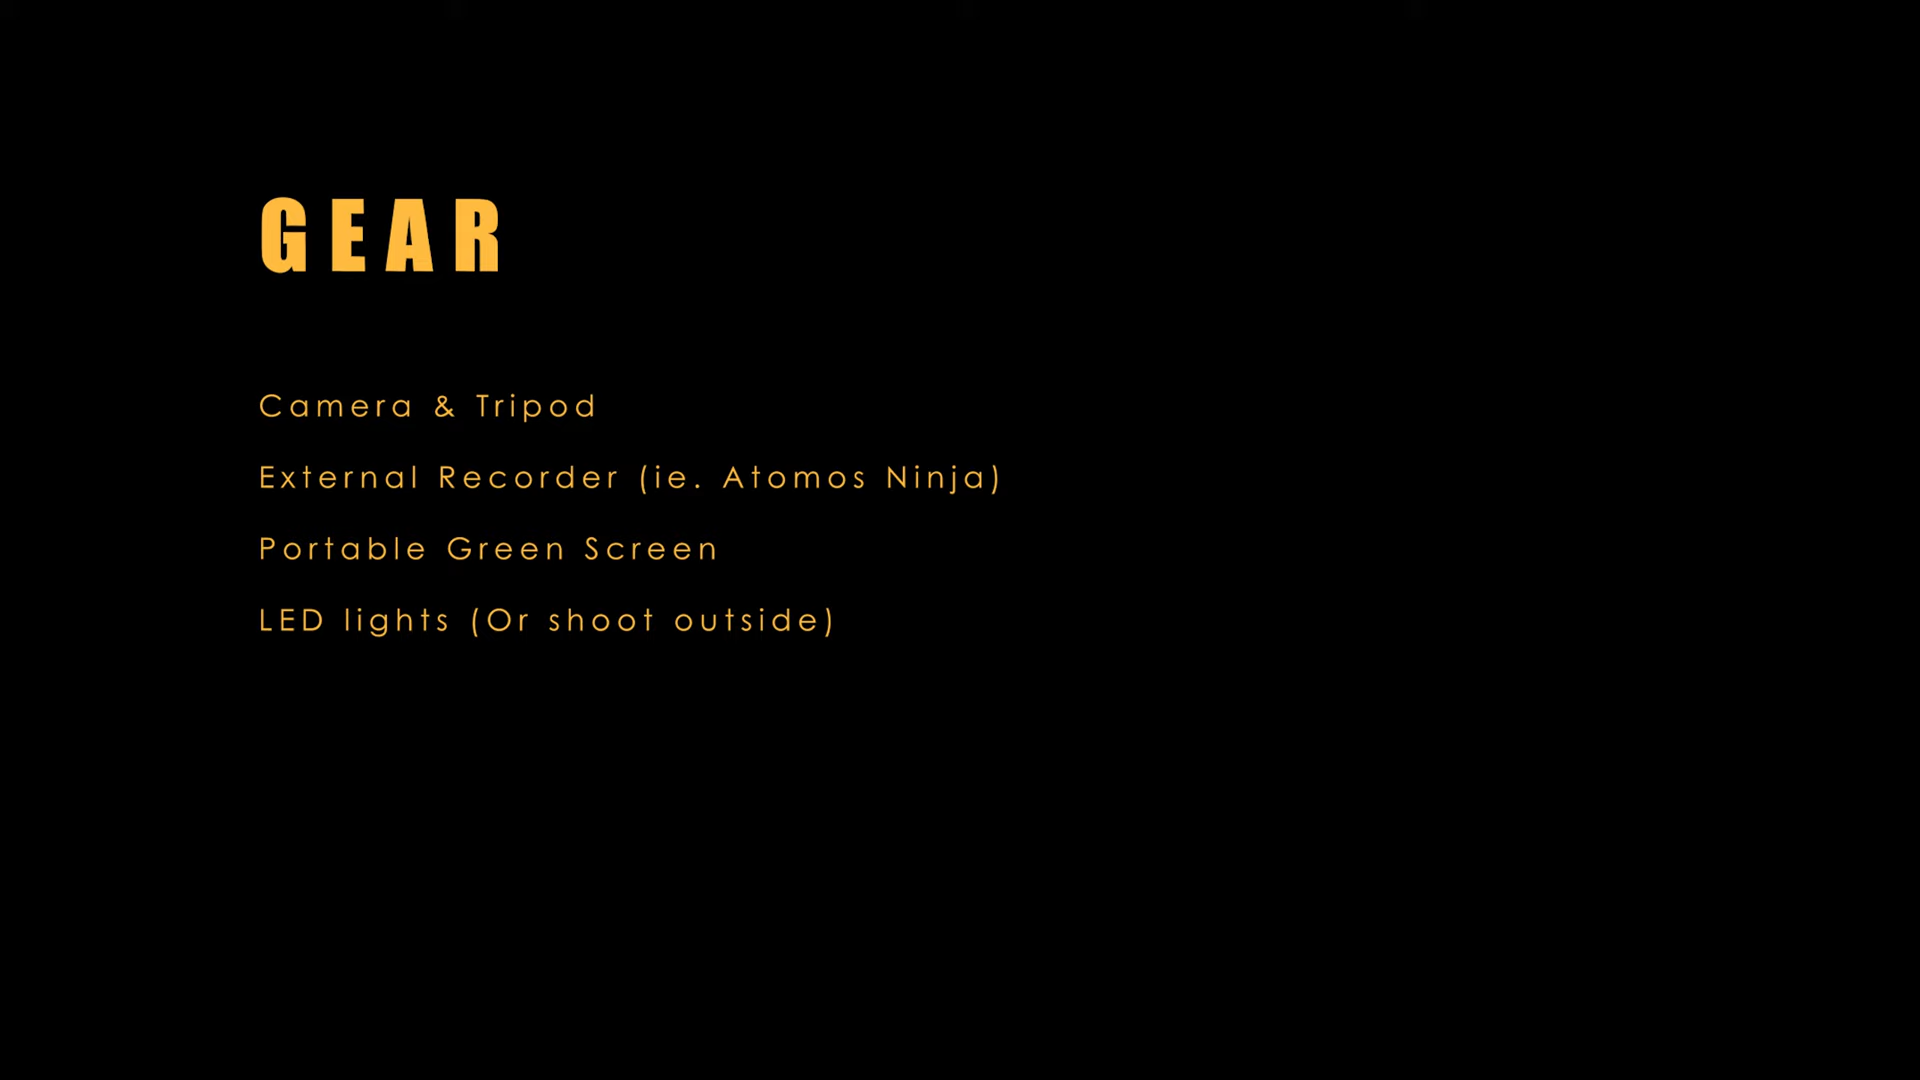 GEAR
Camera & Tripod
External Recorder (ie. Atomos Ninja)
Portable Green Screen
LED lights (Or shoot outside)